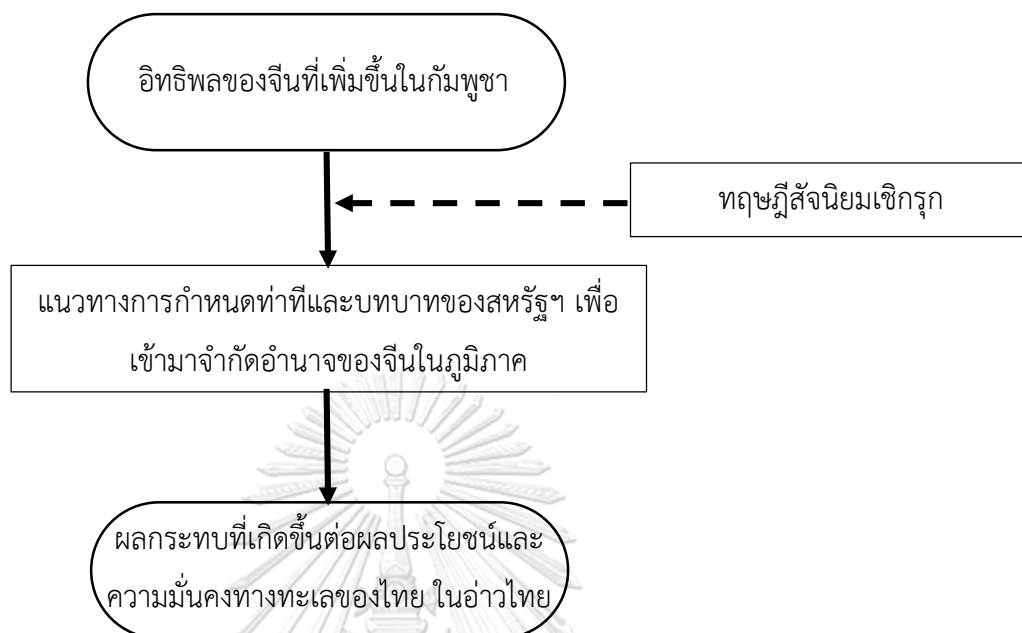 อิทธิพลของจีนที่เพิ่มขึ้นในกัมพูชา
ทฤษฎีสัจนิยมเชิกรุก
แนวทางการกำหนดท่าทีและบทบาทของสหรัฐฯ เพื่อ
เข้ามาจำกัดอำนาจของจีนในภูมิภาค
ผลกระทบที่เกิดขึ้นต่อผลประโยชน์และ
ความมั่นคงทางทะเลของไทย ในอ่าวไทย